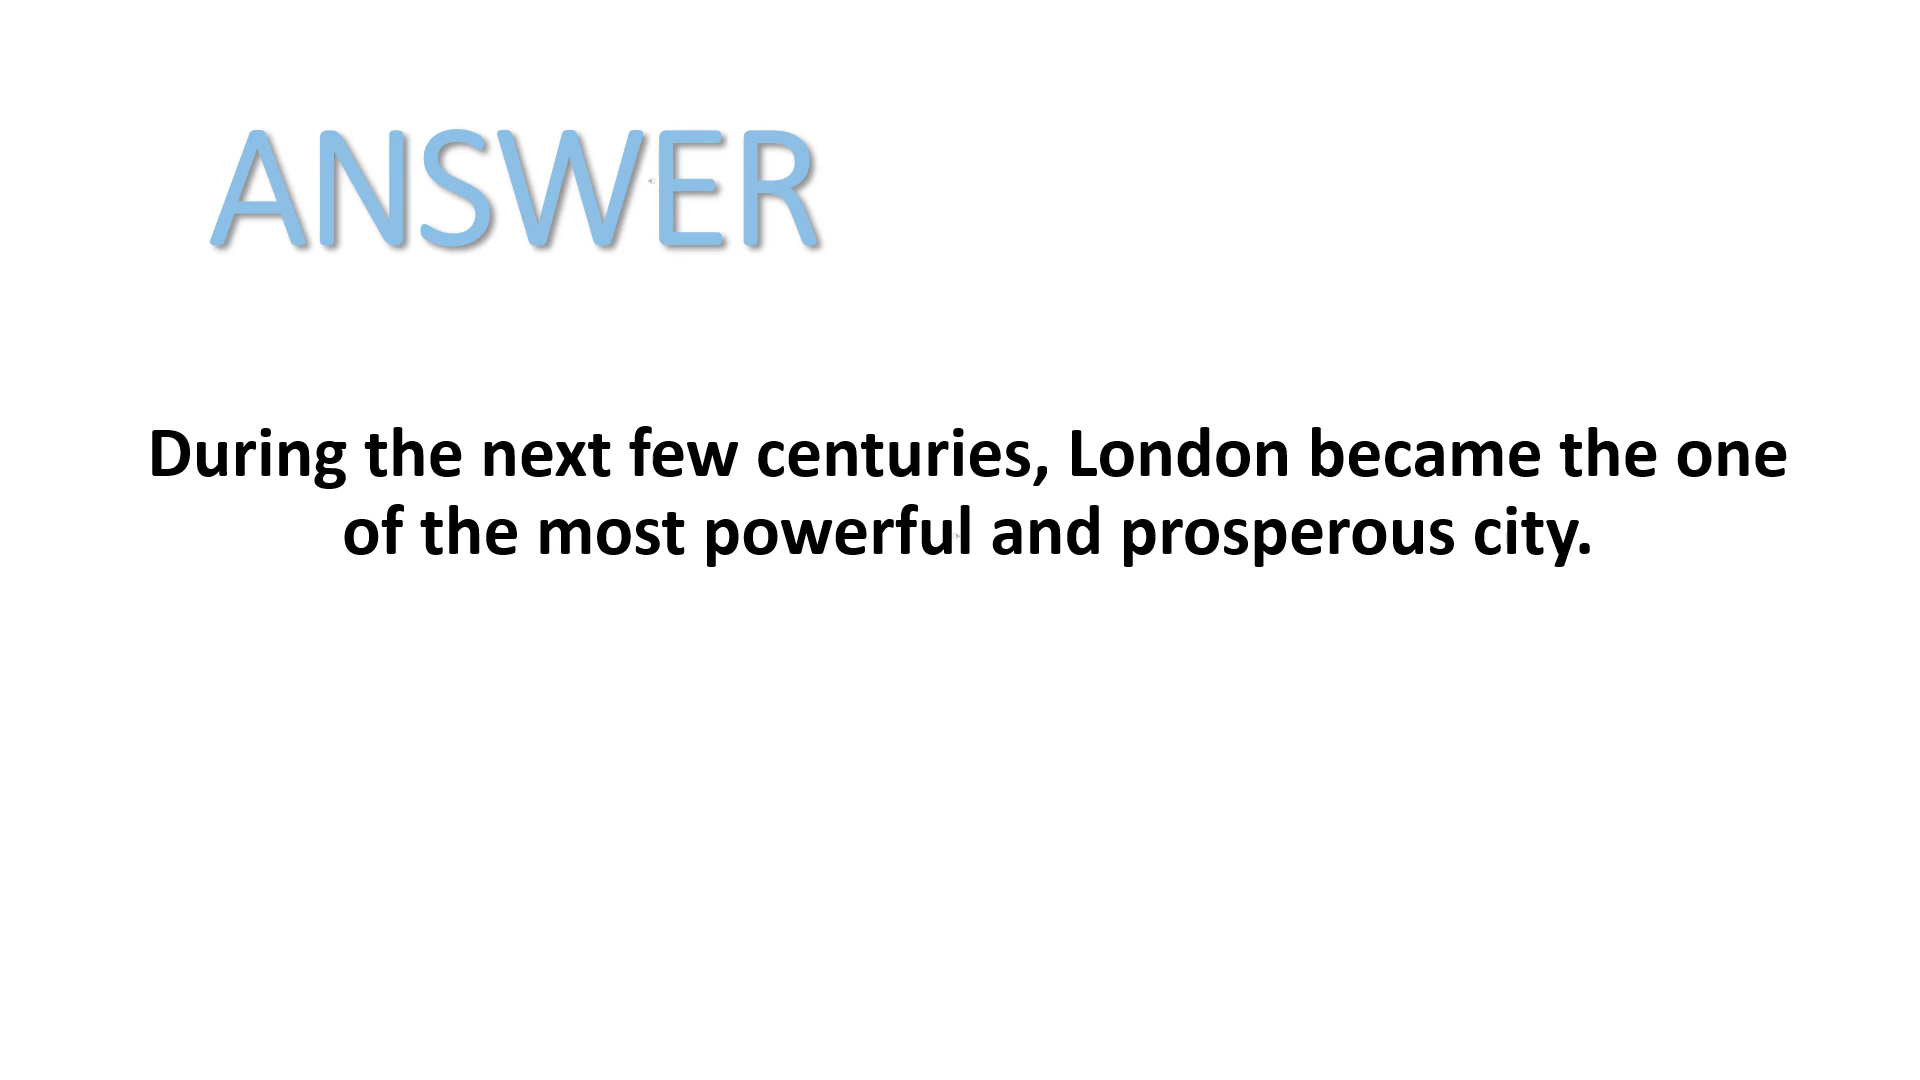 ANSWER
During the next few centuries, London became the one
of the most powerful and prosperous city.